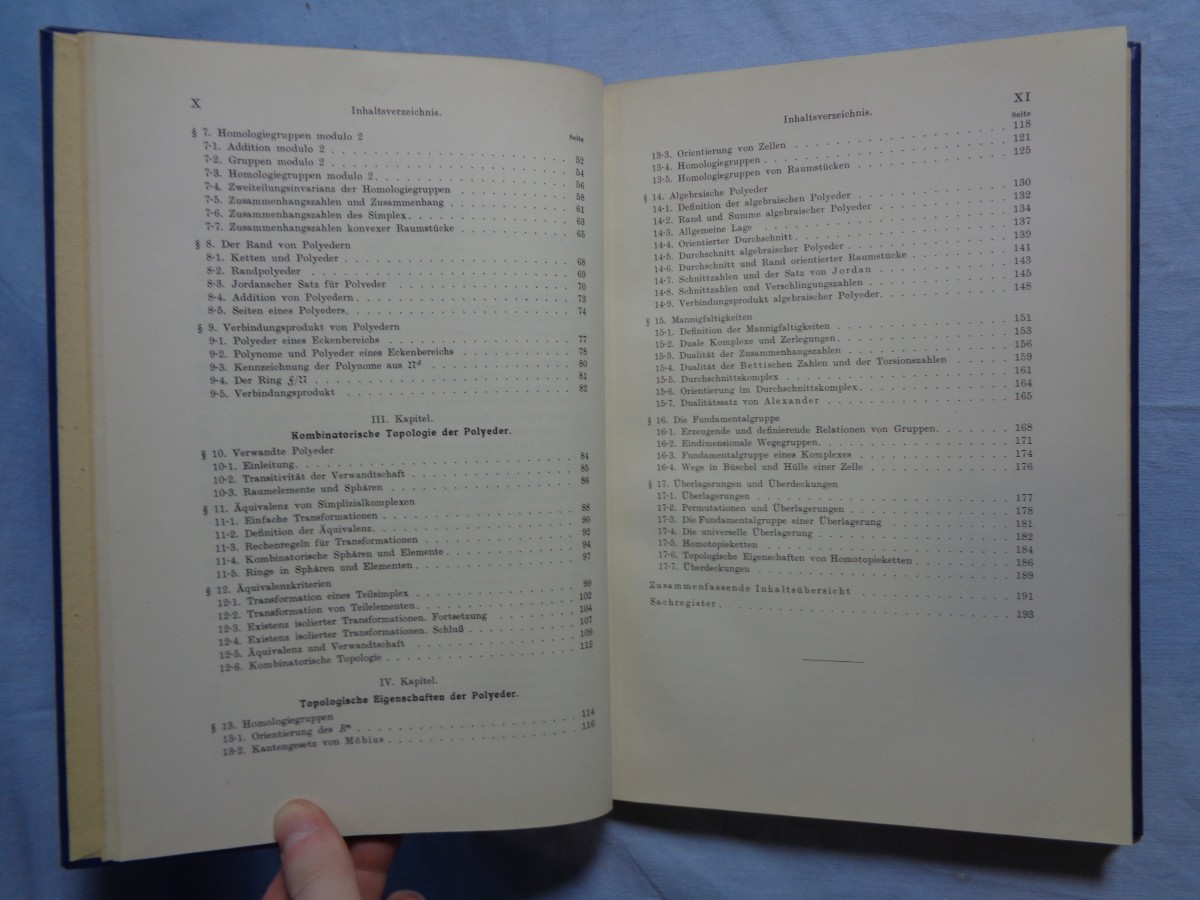 X
Inhaltsverzeichnis.
Seite
§ 7. Homologiegruppen modulo 2
7·1. Addition modulo 2 . . . . . 52
7·2. Gruppen modulo 2 . . . . . 54
7·3. Homologiegruppen modulo 2 . . . . . 56
7·4. Zweiteilungsinvarianz der Homologiegruppen . . . . . 58
7·5. Zusammenhangszahlen und Zusammenhang . . . . . 61
7·6. Zusammenhangszahlen des Simplex . . . . . 63
7·7. Zusammenhangszahlen konvexer Raumstücke . . . . . 65
§ 8. Der Rand von Polyedern
8·1. Ketten und Polyeder . . . . . 68
8·2. Randpolyeder . . . . . 69
8·3. Jordanscher Satz für Polyeder . . . . . 70
8·4. Addition von Polyedern . . . . . 73
8·5. Seiten eines Polyeders . . . . . 74
§ 9. Verbindungsprodukt von Polyedern
9·1. Polyeder eines Eckenbereichs . . . . . 77
9·2. Polynome und Polyeder eines Eckenbereichs . . . . . 78
9·3. Kennzeichnung der Polynome aus 𝔄ᵈ . . . . . 80
9·4. Der Ring . . . . . 81
9·5. Verbindungsprodukt . . . . . 82
III. Kapitel.
Kombinatorische Topologie der Polyeder.
§ 10. Verwandte Polyeder
10·1. Einleitung . . . . . 84
10·2. Transitivität der Verwandtschaft . . . . . 85
10·3. Raumelemente und Sphären . . . . . 86
§ 11. Äquivalenz von Simplizialkomplexen
11·1. Einfache Transformationen . . . . . 88
11·2. Definition der Äquivalenz . . . . . 90
11·3. Rechenregeln für Transformationen . . . . . 92
11·4. Kombinatorische Sphären und Elemente . . . . . 94
11·5. Ringe in Sphären und Elementen . . . . . 97
§ 12. Äquivalenzkriterien
12·1. Transformation eines Teilsimplex . . . . . 98
12·2. Transformation von Teilelementen . . . . . 102
12·3. Existenz isolierter Transformationen. Fortsetzung . . . . . 104
12·4. Existenz isolierter Transformationen. Schluß . . . . . 107
12·5. Äquivalenz und Verwandtschaft . . . . . 109
12·6. Kombinatorische Topologie . . . . . 112
IV. Kapitel.
Topologische Eigenschaften der Polyeder.
§ 13. Homologiegruppen
13·1. Orientierung des Eⁿ . . . . . 114
13·2. Kantengesetz von Möbius . . . . . 116
XI
Inhaltsverzeichnis.
Seite
13·3. Orientierung von Zellen . . . . . 118
13·4. Homologiegruppen . . . . . 121
13·5. Homologiegruppen von Raumstücken . . . . . 125
§ 14. Algebraische Polyeder
14·1. Definition der algebraischen Polyeder . . . . . 130
14·2. Rand und Summe algebraischer Polyeder . . . . . 132
14·3. Allgemeine Lage . . . . . 134
14·4. Orientierter Durchschnitt . . . . . 137
14·5. Durchschnitt algebraischer Polyeder . . . . . 139
14·6. Durchschnitt und Rand orientierter Raumstücke . . . . . 141
14·7. Schnittzahlen und der Satz von Jordan . . . . . 143
14·8. Schnittzahlen und Verschlingungszahlen . . . . . 145
14·9. Verbindungsprodukt algebraischer Polyeder . . . . . 148
§ 15. Mannigfaltigkeiten
15·1. Definition der Mannigfaltigkeiten . . . . . 151
15·2. Duale Komplexe und Zerlegungen . . . . . 153
15·3. Dualität der Zusammenhangszahlen . . . . . 156
15·4. Dualität der Bettischen Zahlen und der Torsionszahlen . . . . . 159
15·5. Durchschnittskomplex . . . . . 161
15·6. Orientierung im Durchschnittskomplex . . . . . 164
15·7. Dualitätssatz von Alexander . . . . . 165
§ 16. Die Fundamentalgruppe
16·1. Erzeugende und definierende Relationen von Gruppen . . . . . 168
16·2. Eindimensionale Wegegruppen . . . . . 171
16·3. Fundamentalgruppe eines Komplexes . . . . . 174
16·4. Wege in Büschel und Hülle einer Zelle . . . . . 176
§ 17. Überlagerungen und Überdeckungen
17·1. Überlagerungen . . . . . 177
17·2. Permutationen und Überlagerungen . . . . . 178
17·3. Die Fundamentalgruppe einer Überlagerung . . . . . 181
17·4. Die universelle Überlagerung . . . . . 182
17·5. Homotopieketten . . . . . 184
17·6. Topologische Eigenschaften von Homotopieketten . . . . . 186
17·7. Überdeckungen . . . . . 189
Zusammenfassende Inhaltsübersicht . . . . . 191
Sachregister . . . . . 193